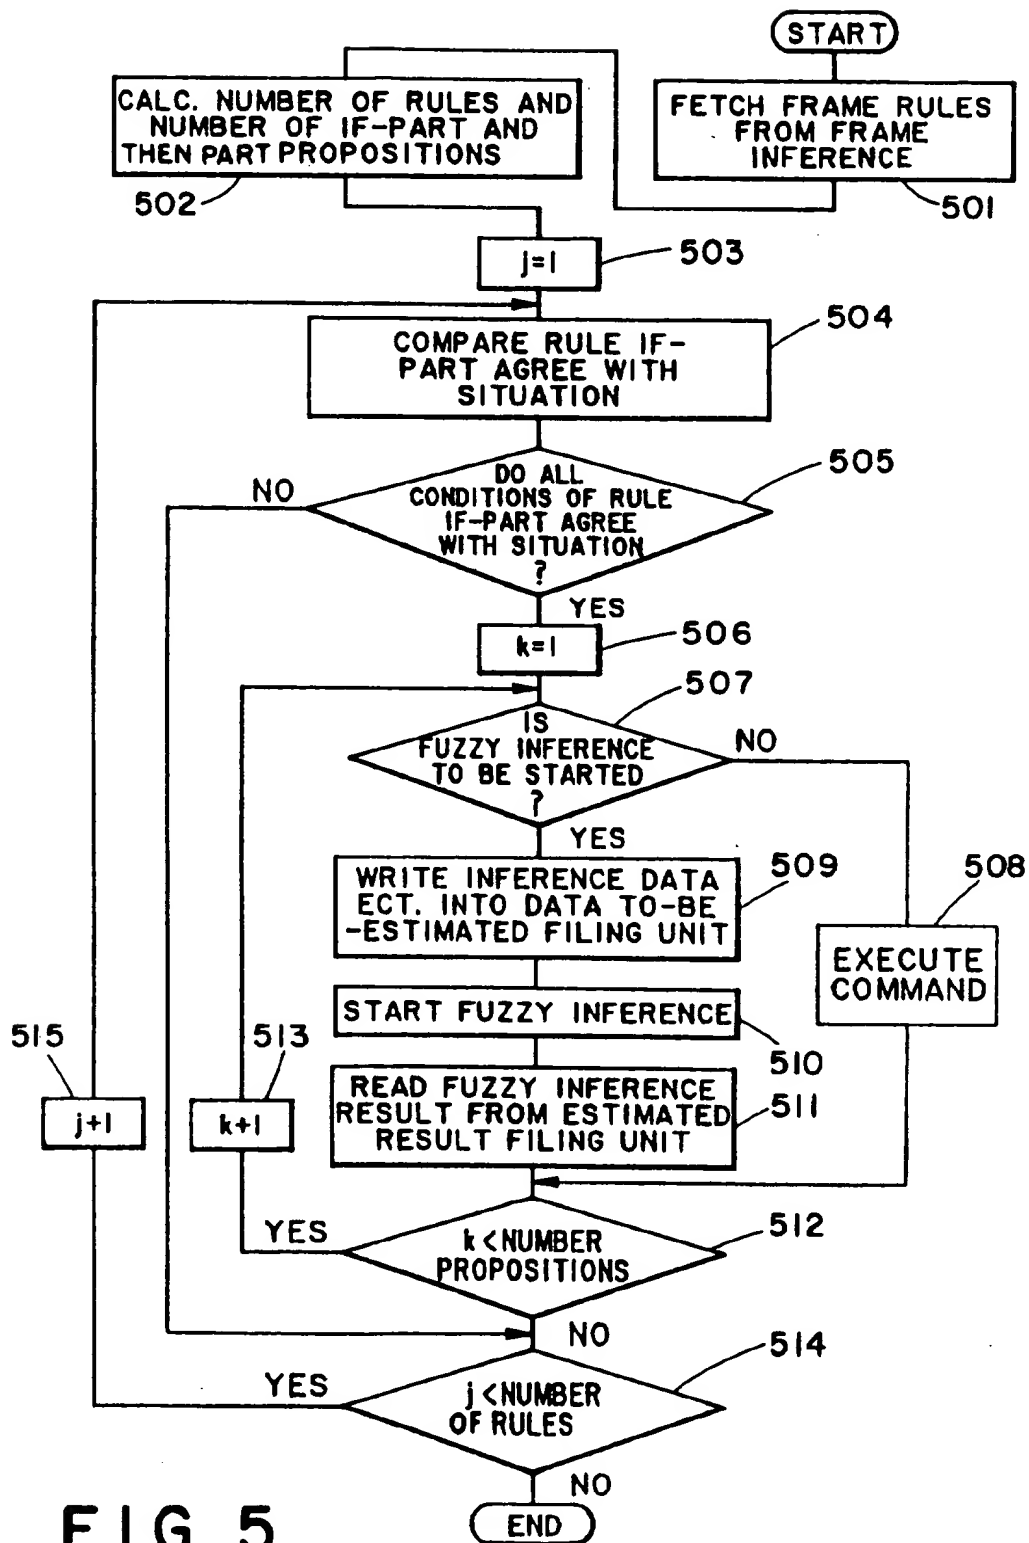 START
FETCH FRAME RULES
FROM FRAME
INFERENCE
501
CALC. NUMBER OF RULES AND
NUMBER OF IF-PART AND
THEN PART PROPOSITIONS
502
j=1
503
COMPARE RULE IF-
PART AGREE WITH
SITUATION
504
DO ALL
CONDITIONS OF RULE
IF-PART AGREE
WITH SITUATION
?
505
NO
YES
k=1
506
IS
FUZZY INFERENCE
TO BE STARTED
?
507
NO
YES
WRITE INFERENCE DATA
ECT. INTO DATA TO-BE
-ESTIMATED FILING UNIT
509
508
EXECUTE
COMMAND
START FUZZY INFERENCE
510
READ FUZZY INFERENCE
RESULT FROM ESTIMATED
RESULT FILING UNIT
511
515
j+1
513
k+1
YES
k<NUMBER
PROPOSITIONS
512
NO
YES
j<NUMBER
OF RULES
514
NO
END
FIG. 5